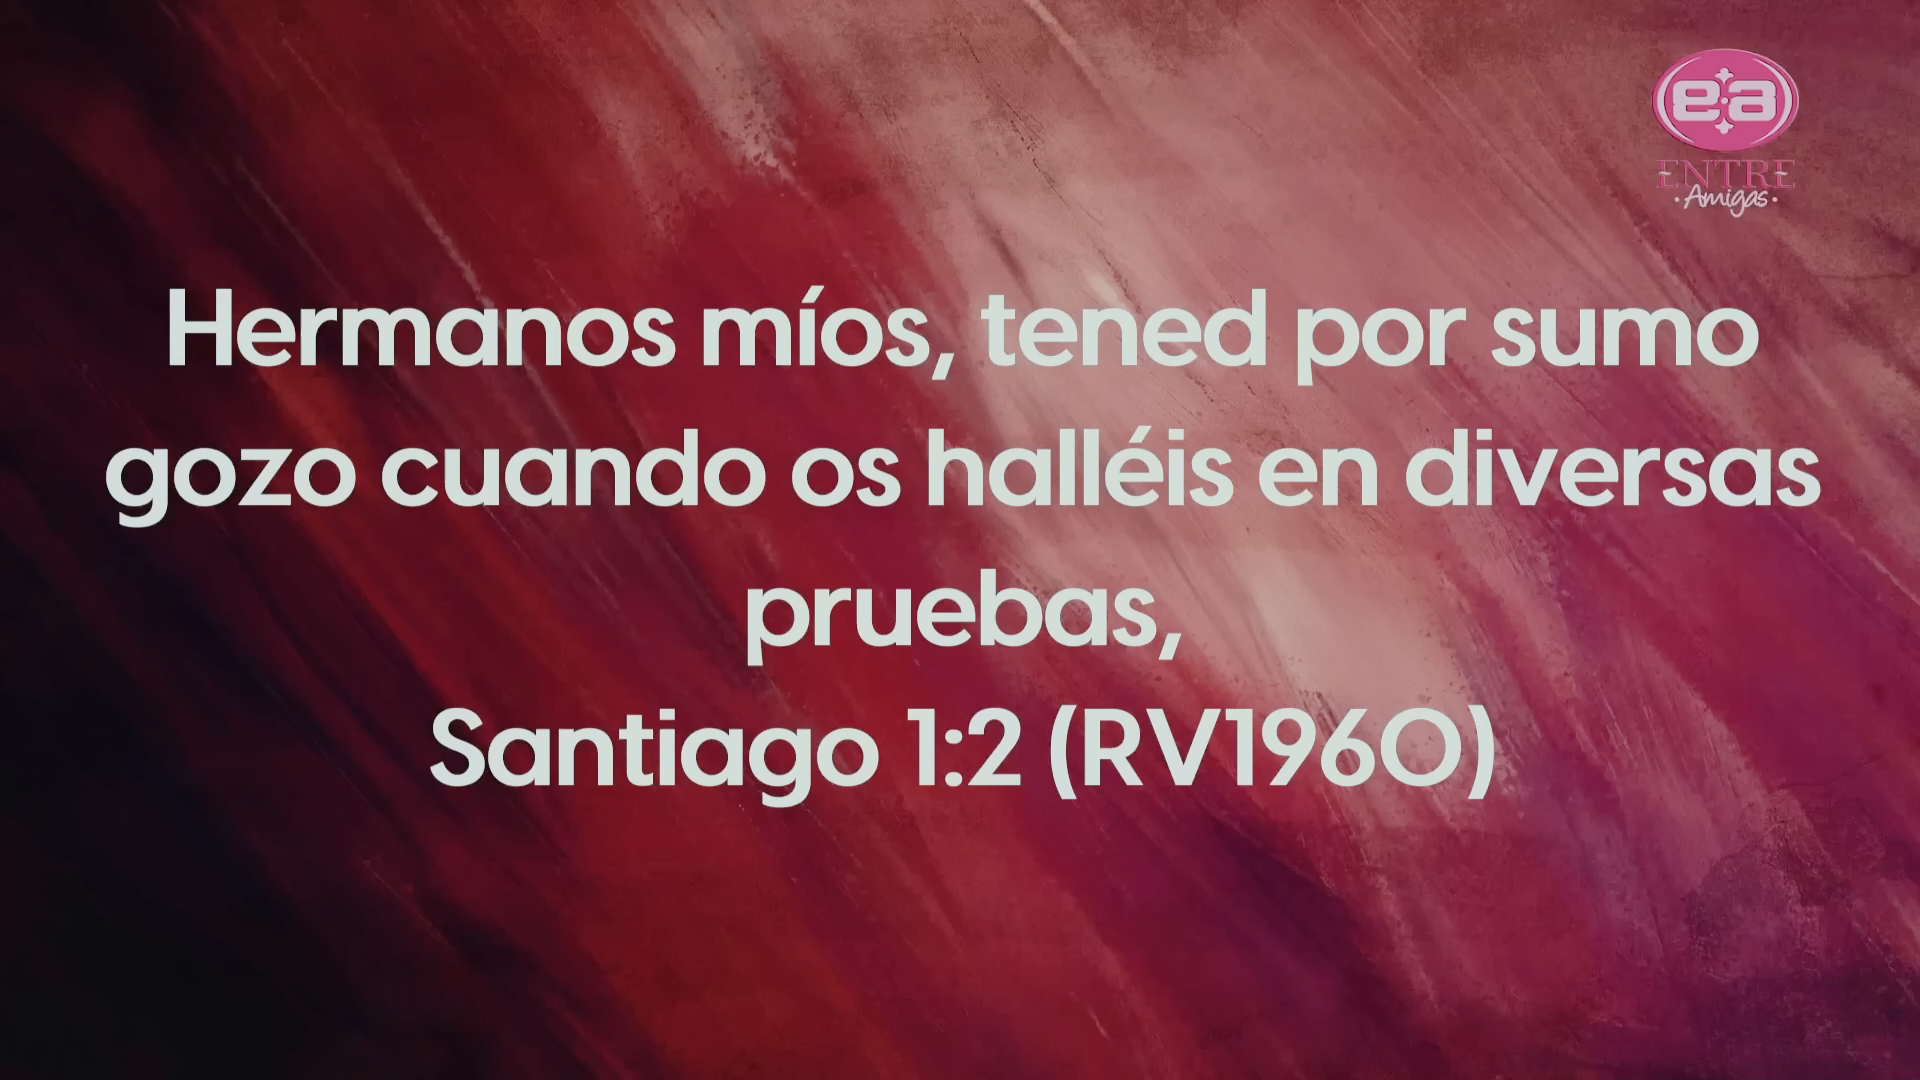 e:a
ENTRE
Amigas
Hermanos míos, tened por sumo
gozo cuando os halléis en diversas
pruebas,
Santiago 1:2 (RV1960)